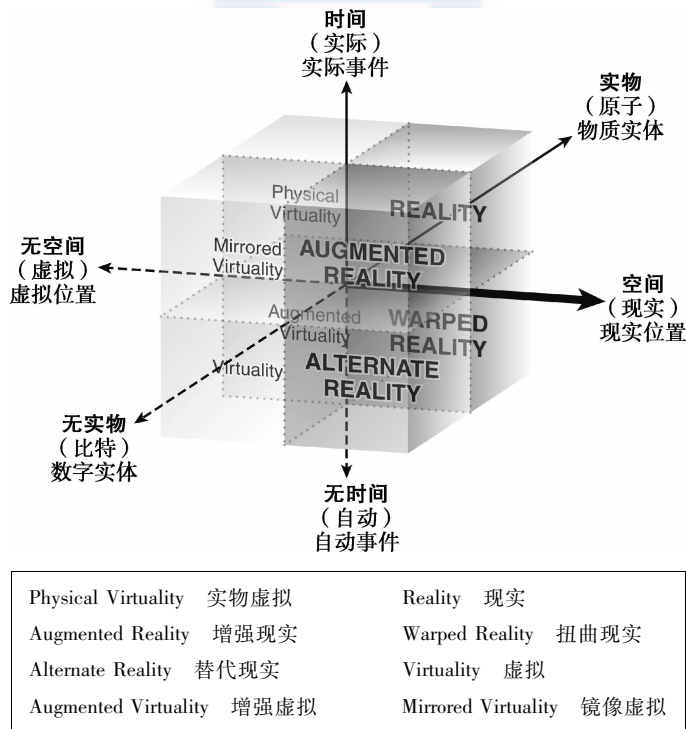 时间
（实际）
实际事件
实物
（原子）
物质实体
Physical
Virtuality
REALITY
Mirrored
Virtuality
AUGMENTED
REALITY
无空间
（虚拟）
虚拟位置
空间
（现实）
现实位置
Augmented
Virtuality
WARPED
REALITY
Virtuality
ALTERNATE
REALITY
无实物
（比特）
数字实体
无时间
（自动）
自动事件
Physical Virtuality 实物虚拟
Reality 现实
Augmented Reality 增强现实
Warped Reality 扭曲现实
Alternate Reality 替代现实
Virtuality 虚拟
Augmented Virtuality 增强虚拟
Mirrored Virtuality 镜像虚拟